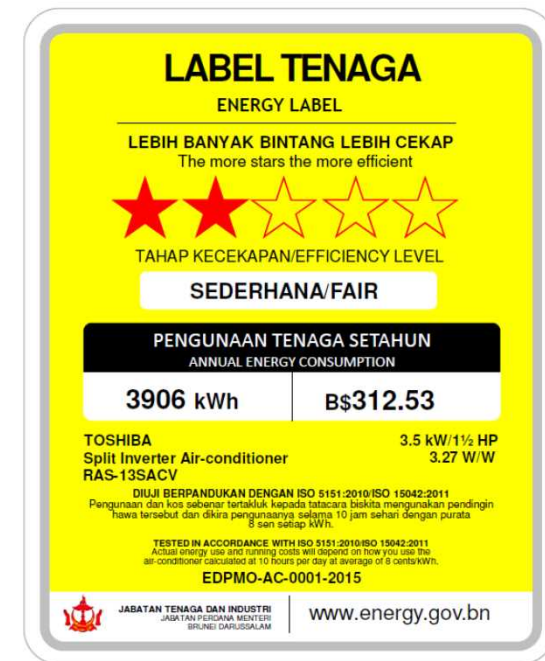 LABEL TENAGA
ENERGY LABEL
LEBIH BANYAK BINTANG LEBIH CEKAP
The more stars the more efficient
TAHAP KECEKAPAN/EFFICIENCY LEVEL
SEDERHANA/FAIR
PENGUNAAN TENAGA SETAHUN
ANNUAL ENERGY CONSUMPTION
3906 kWh
B$312.53
TOSHIBA
3.5 kW/1½ HP
Split Inverter Air-conditioner
3.27 W/W
RAS-13SACV
DIUJI BERPANDUKAN DENGAN ISO 5151:2010/ISO 15042:2011
Pengunaan dan kos sebenar tertakluk kepada tatacara biskita mengunakan pendingin
hawa tersebut dan dikira pengunaanya selama 10 jam sehari dengan purata
8 sen setiap kWh.
TESTED IN ACCORDANCE WITH ISO 5151:2010/ISO 15042:2011
Actual energy use and running costs will depend on how you use the
air-conditioner calculated at 10 hours per day at average of 8 cents/kWh.
EDPMO-AC-0001-2015
JABATAN TENAGA DAN INDUSTRI
JABATAN PERDANA MENTERI
BRUNEI DARUSSALAM
www.energy.gov.bn